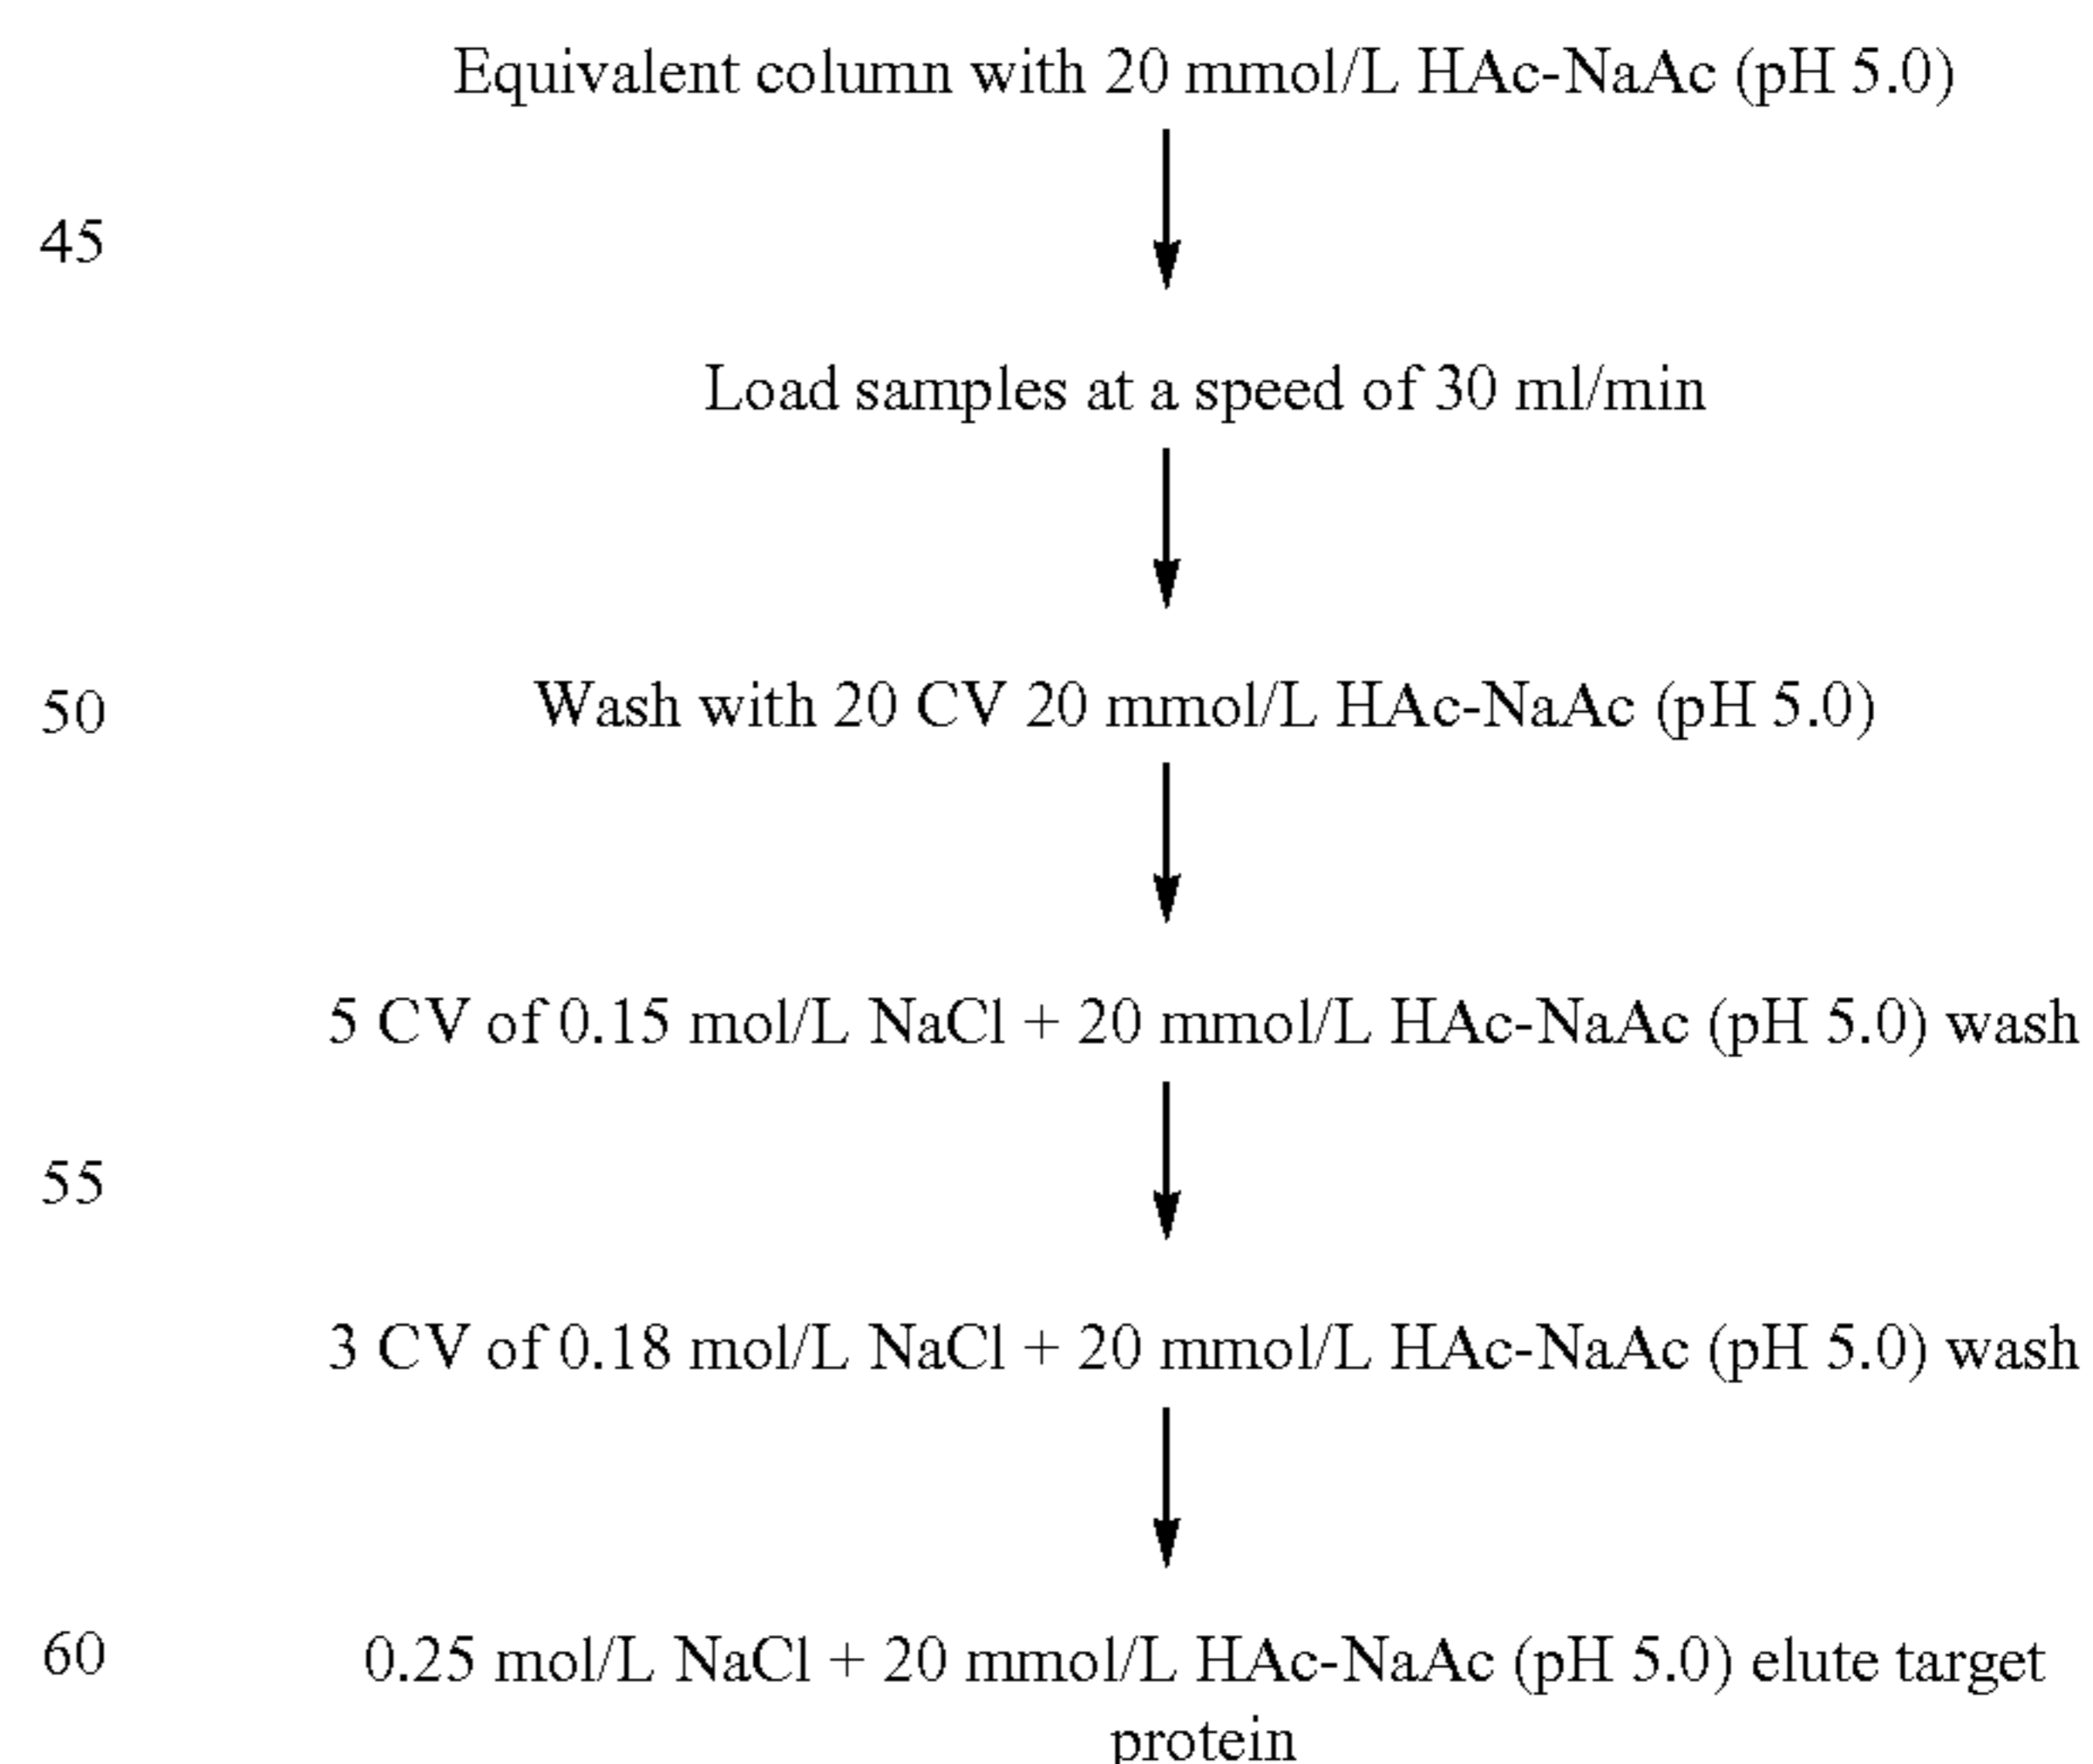 Equivalent column with 20 mmol/L HAc-NaAc (pH 5.0)
45
Load samples at a speed of 30 ml/min
50 Wash with 20 CV 20 mmol/L HAc-NaAc (pH 5.0)
5 CV of 0.15 mol/L NaCl + 20 mmol/L HAc-NaAc (pH 5.0) wash
55
3 CV of 0.18 mol/L NaCl + 20 mmol/L HAc-NaAc (pH 5.0) wash
60 0.25 mol/L NaCl + 20 mmol/L HAc-NaAc (pH 5.0) elute target
protein